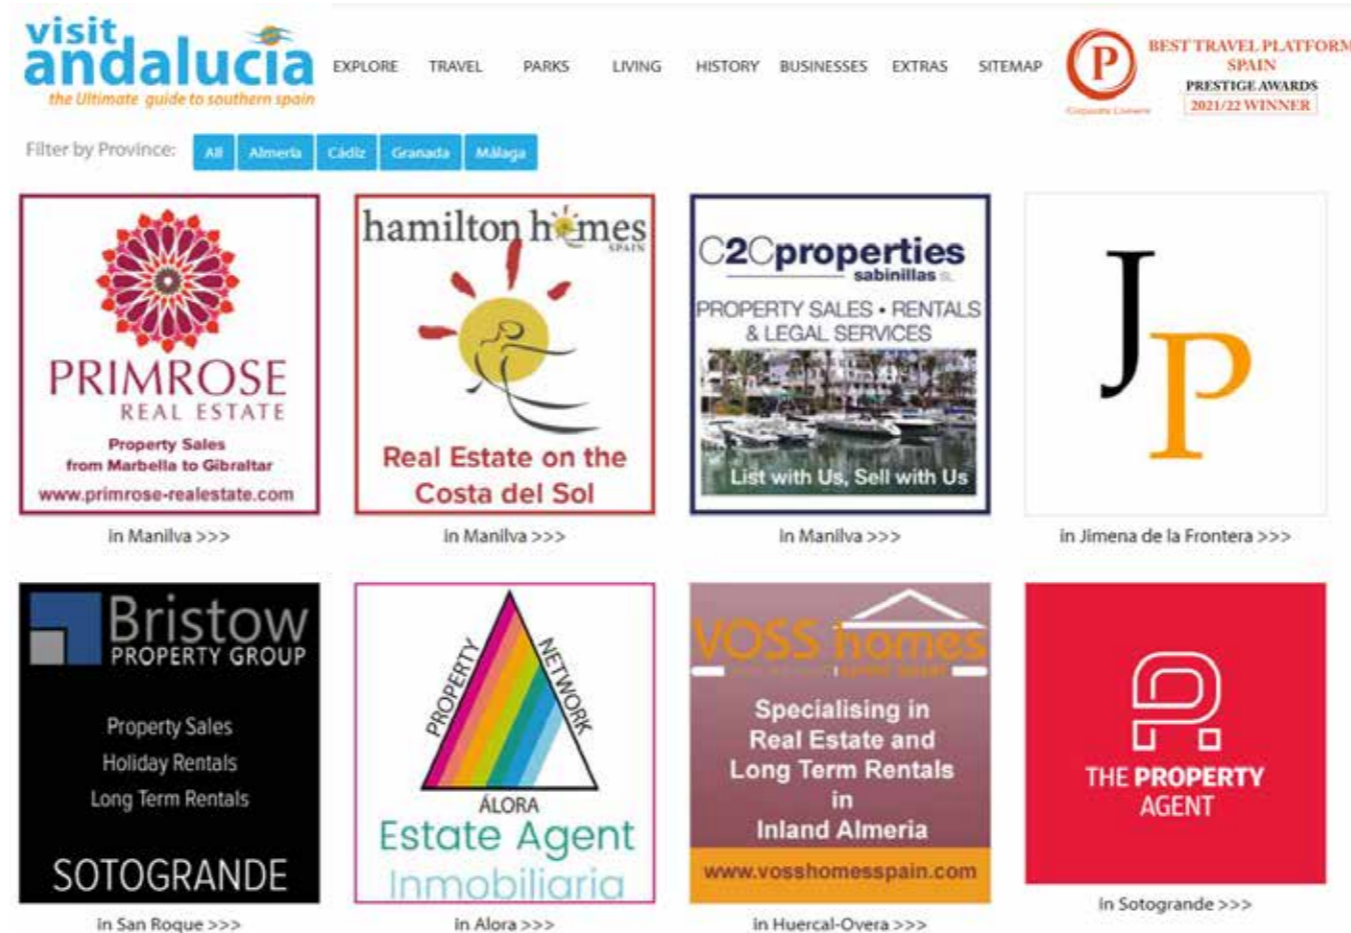 visit
andalucia
the Ultimate guide to southern spain
EXPLORE TRAVEL PARKS LIVING HISTORY BUSINESSES EXTRAS SITEMAP
P
Corporate Livewire
BEST TRAVEL PLATFORM
SPAIN
PRESTIGE AWARDS
2021/22 WINNER
Filter by Province: All Almería Cádiz Granada Málaga
PRIMROSE
REAL ESTATE
Property Sales
from Marbella to Gibraltar
www.primrose-realestate.com
in Manilva >>>
hamilton homes
SPAIN
Real Estate on the
Costa del Sol
in Manilva >>>
C2Cproperties
sabinillas SL
PROPERTY SALES • RENTALS
& LEGAL SERVICES
List with Us, Sell with Us
in Manilva >>>
JP
in Jimena de la Frontera >>>
Bristow
PROPERTY GROUP
Property Sales
Holiday Rentals
Long Term Rentals
SOTOGRANDE
in San Roque >>>
PROPERTY NETWORK
ÁLORA
Estate Agent
Inmobiliaria
in Alora >>>
VOSS homes
Specialising in
Real Estate and
Long Term Rentals
in
Inland Almeria
www.vosshomesspain.com
in Huercal-Overa >>>
THE PROPERTY
AGENT
in Sotogrande >>>